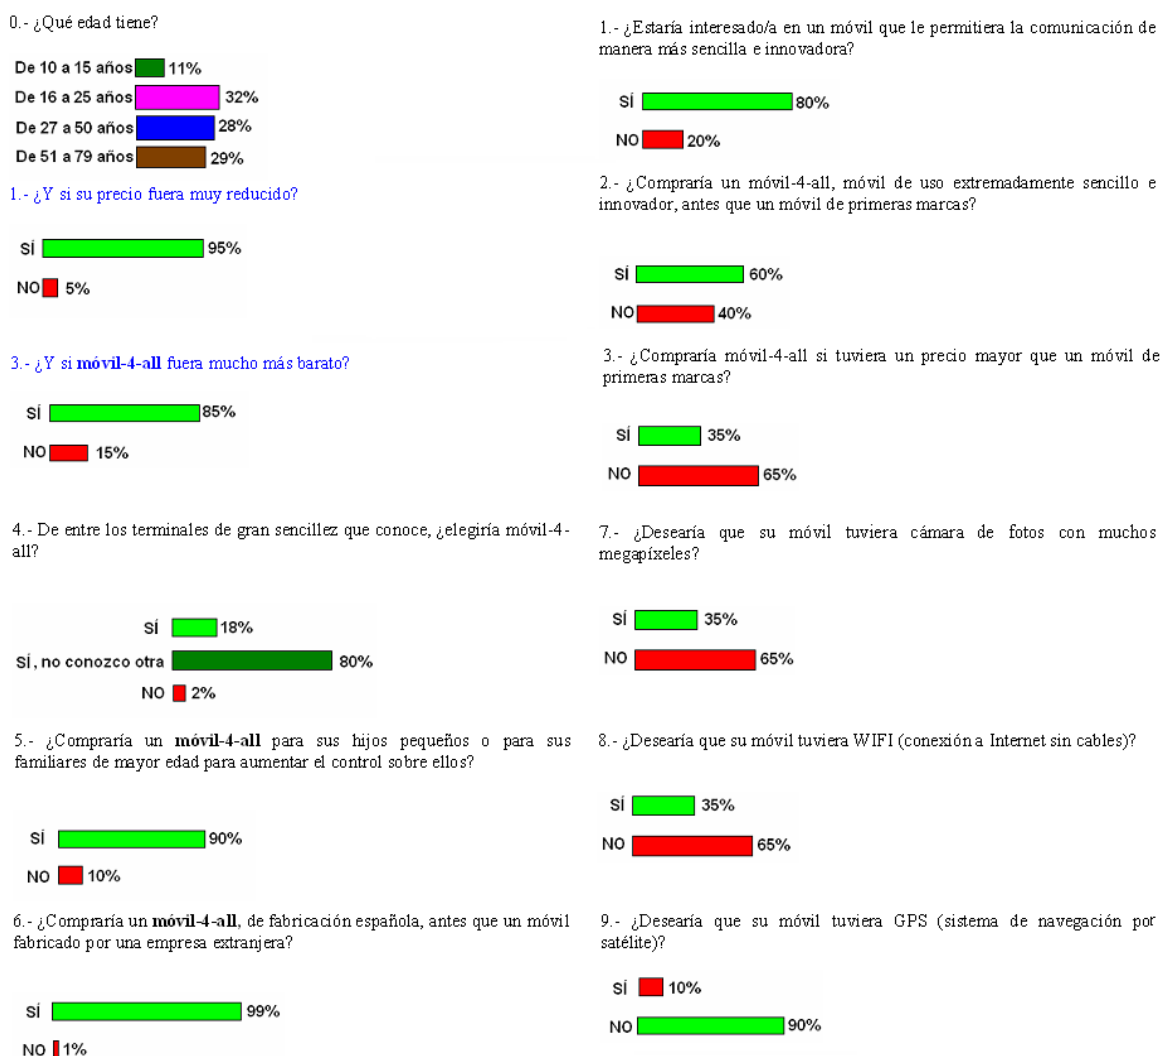 0.- ¿Qué edad tiene?
De 10 a 15 años 11%
De 16 a 25 años 32%
De 27 a 50 años 28%
De 51 a 79 años 29%
1.- ¿Y si su precio fuera muy reducido?
SÍ 95%
NO 5%
3.- ¿Y si móvil-4-all fuera mucho más barato?
SÍ 85%
NO 15%
4.- De entre los terminales de gran sencillez que conoce, ¿elegiría móvil-4-
all?
SÍ 18%
SÍ, no conozco otra 80%
NO 2%
5.- ¿Compraría un móvil-4-all para sus hijos pequeños o para sus
familiares de mayor edad para aumentar el control sobre ellos?
SÍ 90%
NO 10%
6.- ¿Compraría un móvil-4-all, de fabricación española, antes que un móvil
fabricado por una empresa extranjera?
SÍ 99%
NO 1%
1.- ¿Estaría interesado/a en un móvil que le permitiera la comunicación de
manera más sencilla e innovadora?
SÍ 80%
NO 20%
2.- ¿Compraría un móvil-4-all, móvil de uso extremadamente sencillo e
innovador, antes que un móvil de primeras marcas?
SÍ 60%
NO 40%
3.- ¿Compraría móvil-4-all si tuviera un precio mayor que un móvil de
primeras marcas?
SÍ 35%
NO 65%
7.- ¿Desearía que su móvil tuviera cámara de fotos con muchos
megapíxeles?
SÍ 35%
NO 65%
8.- ¿Desearía que su móvil tuviera WIFI (conexión a Internet sin cables)?
SÍ 35%
NO 65%
9.- ¿Desearía que su móvil tuviera GPS (sistema de navegación por
satélite)?
SÍ 10%
NO 90%